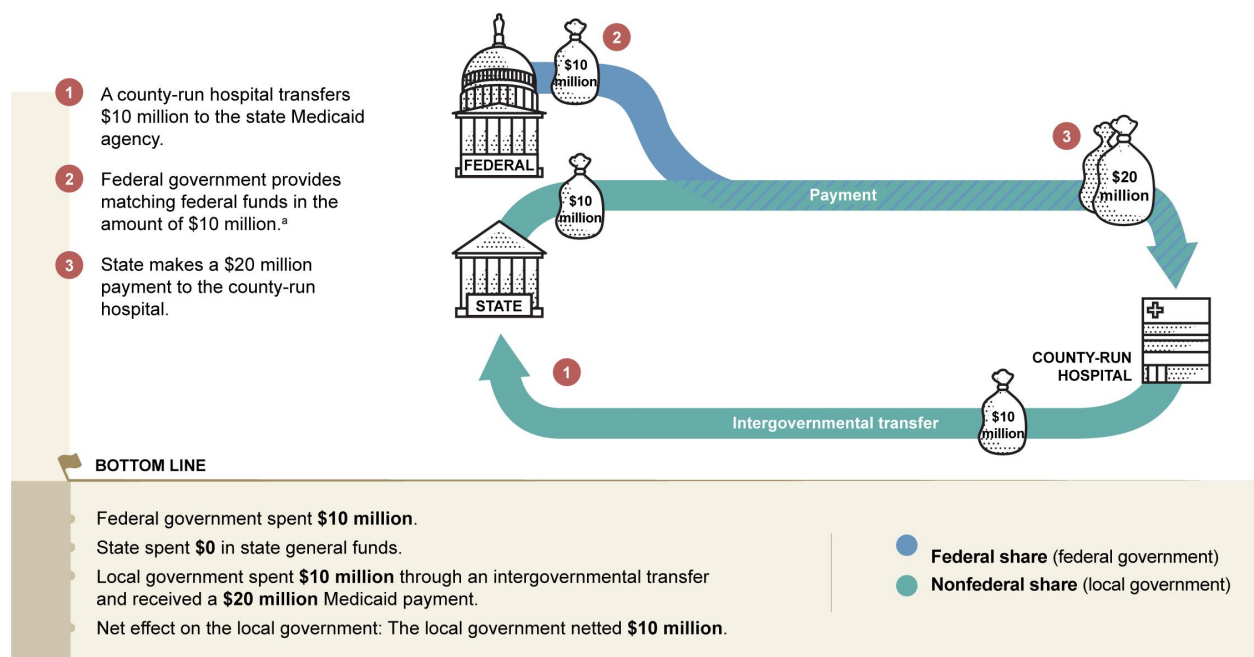 1
A county-run hospital transfers
$10 million to the state Medicaid
agency.
2
Federal government provides
matching federal funds in the
amount of $10 million.ᵃ
3
State makes a $20 million
payment to the county-run
hospital.
FEDERAL
$10
million
2
$10
million
Payment
3
$20
million
STATE
1
COUNTY-RUN
HOSPITAL
Intergovernmental transfer
$10
million
BOTTOM LINE
Federal government spent $10 million.
State spent $0 in state general funds.
Local government spent $10 million through an intergovernmental transfer
and received a $20 million Medicaid payment.
Net effect on the local government: The local government netted $10 million.
Federal share (federal government)
Nonfederal share (local government)